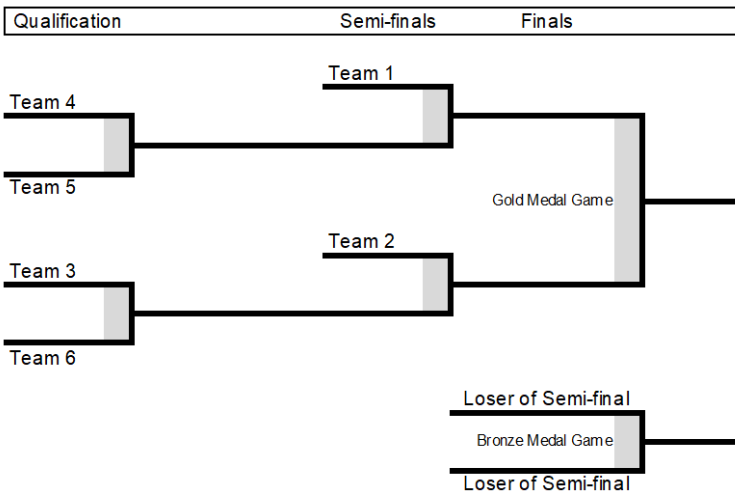 Qualification Semi-finals Finals
Team 1
Team 4
Team 5
Gold Medal Game
Team 2
Team 3
Team 6
Loser of Semi-final
Bronze Medal Game
Loser of Semi-final